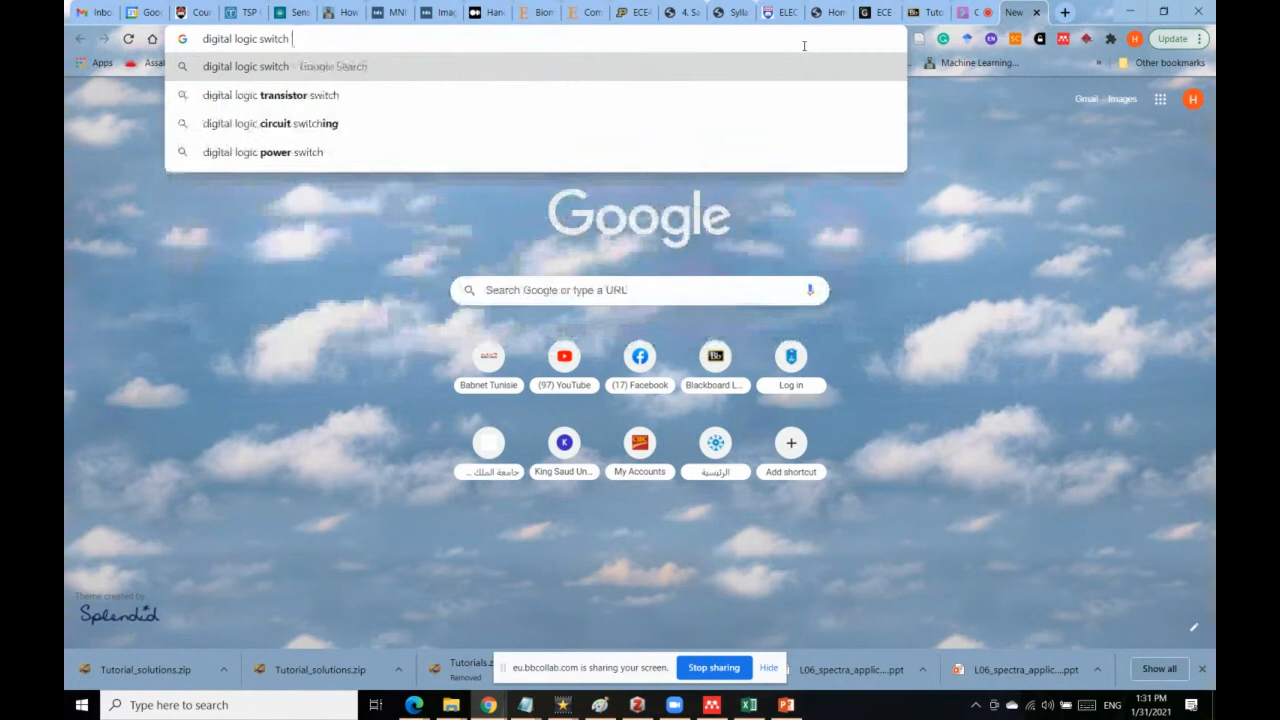 Inbo
Goo
Cour
TSP
Sens
How
MNI
Imag
Han
Bion
Com
ECE-
4. Sa
Sylla
ELEC
Hon
ECE
Tuto
C
New
digital logic switch
Update
Apps
Assal
Machine Learning...
»
Other bookmarks
digital logic switch - Google Search
digital logic transistor switch
digital logic circuit switching
digital logic power switch
Gmail
Images
H
Google
Search Google or type a URL
Babnet Tunisie
(97) YouTube
(17) Facebook
Blackboard L...
Log in
جامعة الملك ...
King Saud Un...
My Accounts
الرئيسية
Add shortcut
Theme created by
Splendid
Tutorial_solutions.zip
Tutorial_solutions.zip
Tutorials.z
Removed
eu.bbcollab.com is sharing your screen.
Stop sharing
Hide
L06_spectra_applic....ppt
L06_spectra_applic....ppt
Show all
Type here to search
ENG
1:31 PM
1/31/2021